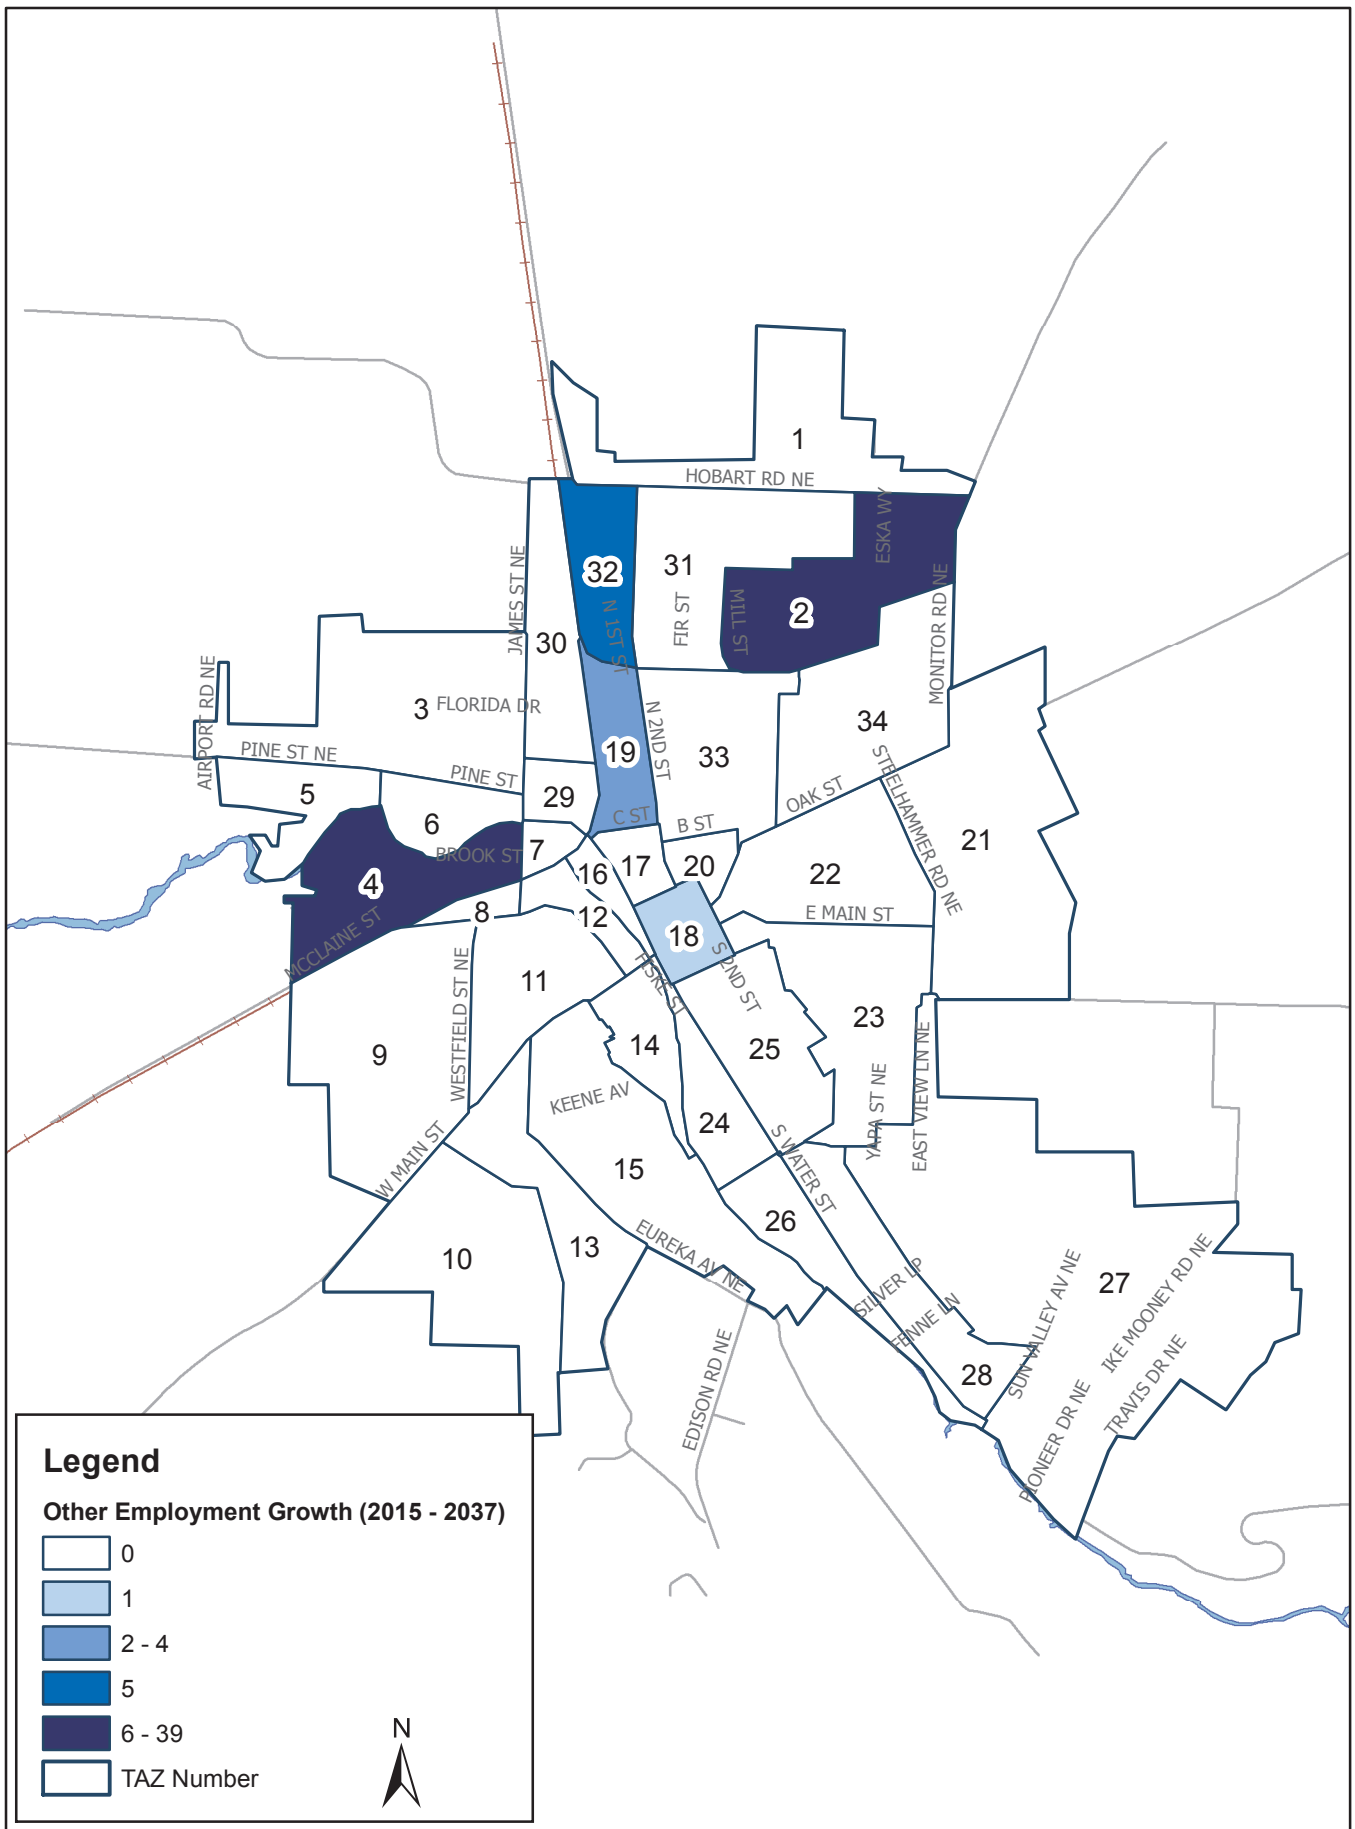 1
HOBART RD NE
ESKA WY
JAMES ST NE
32
31
N 1ST ST
FIR ST
MILL ST
2
MONITOR RD NE
30
AIRPORT RD NE
3
FLORIDA DR
N 2ND ST
34
PINE ST NE
PINE ST
19
33
STEELHAMMER RD NE
5
29
OAK ST
6
C ST
B ST
21
BROOK ST
7
16
17
20
22
4
8
12
E MAIN ST
MCCLAINE ST
18
S 2ND ST
FISKE ST
11
WESTFIELD ST NE
9
14
25
23
YAPA ST NE
EAST VIEW LN NE
KEENE AV
24
W MAIN ST
15
S WATER ST
26
10
13
EUREKA AV NE
SILVER LP
FENNE LN
27
SUN VALLEY AV NE
IKE MOONEY RD NE
28
EDISON RD NE
PIONEER DR NE
TRAVIS DR NE
Legend
Other Employment Growth (2015 - 2037)
0
1
2 - 4
5
6 - 39
TAZ Number
N